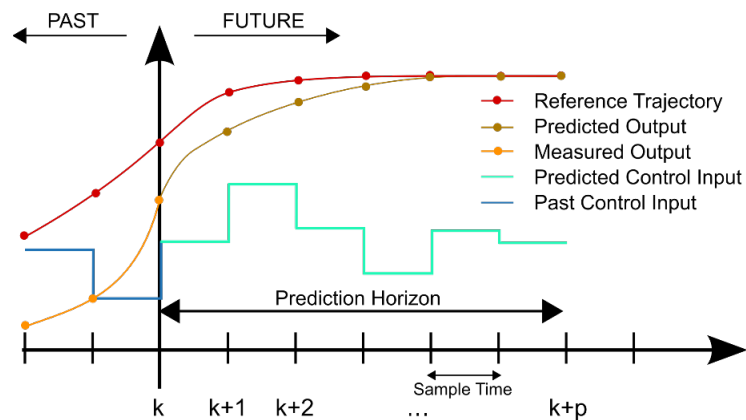 PAST
FUTURE
Reference Trajectory
Predicted Output
Measured Output
Predicted Control Input
Past Control Input
Prediction Horizon
Sample Time
k
k+1
k+2
...
k+p